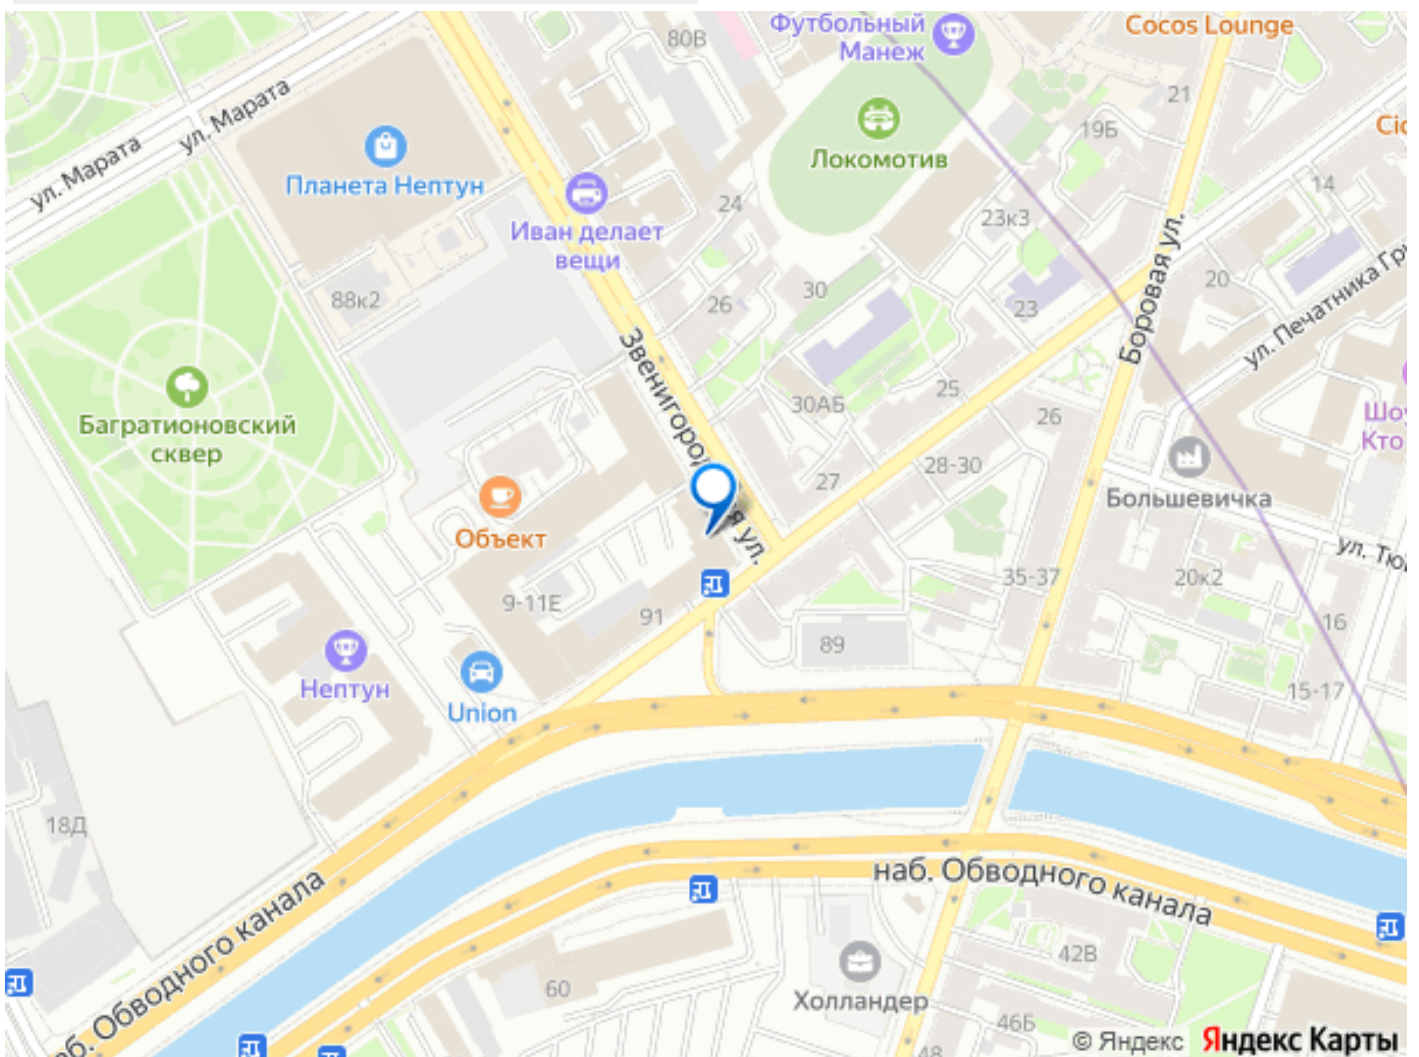 80В
Футбольный
Манеж
Cocos Lounge
21
19Б
ул. Марата
ул. Марата
Планета Нептун
Локомотив
14
24
23к3
Иван делает
вещи
Боровая ул.
20
ул. Печатника Гр
88к2
26
30
23
Звенигородская ул.
Багратионовский
сквер
30АБ
25
26
Шоу
Кто
27
28-30
Большевичка
Объект
ул. Тю
9-11Е
91
35-37
20к2
16
89
Нептун
Union
15-17
18Д
наб. Обводного канала
наб. Обводного канала
42В
60
Холландер
46Б
48
© Яндекс Яндекс Карты